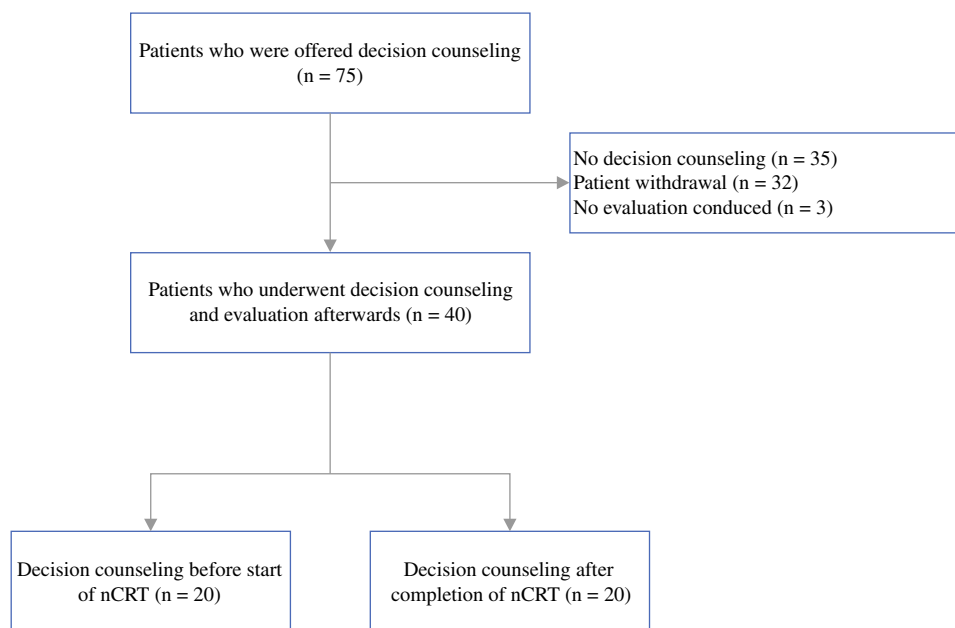 Patients who were offered decision counseling
(n = 75)
No decision counseling (n = 35)
Patient withdrawal (n = 32)
No evaluation conduced (n = 3)
Patients who underwent decision counseling
and evaluation afterwards (n = 40)
Decision counseling before start
of nCRT (n = 20)
Decision counseling after
completion of nCRT (n = 20)